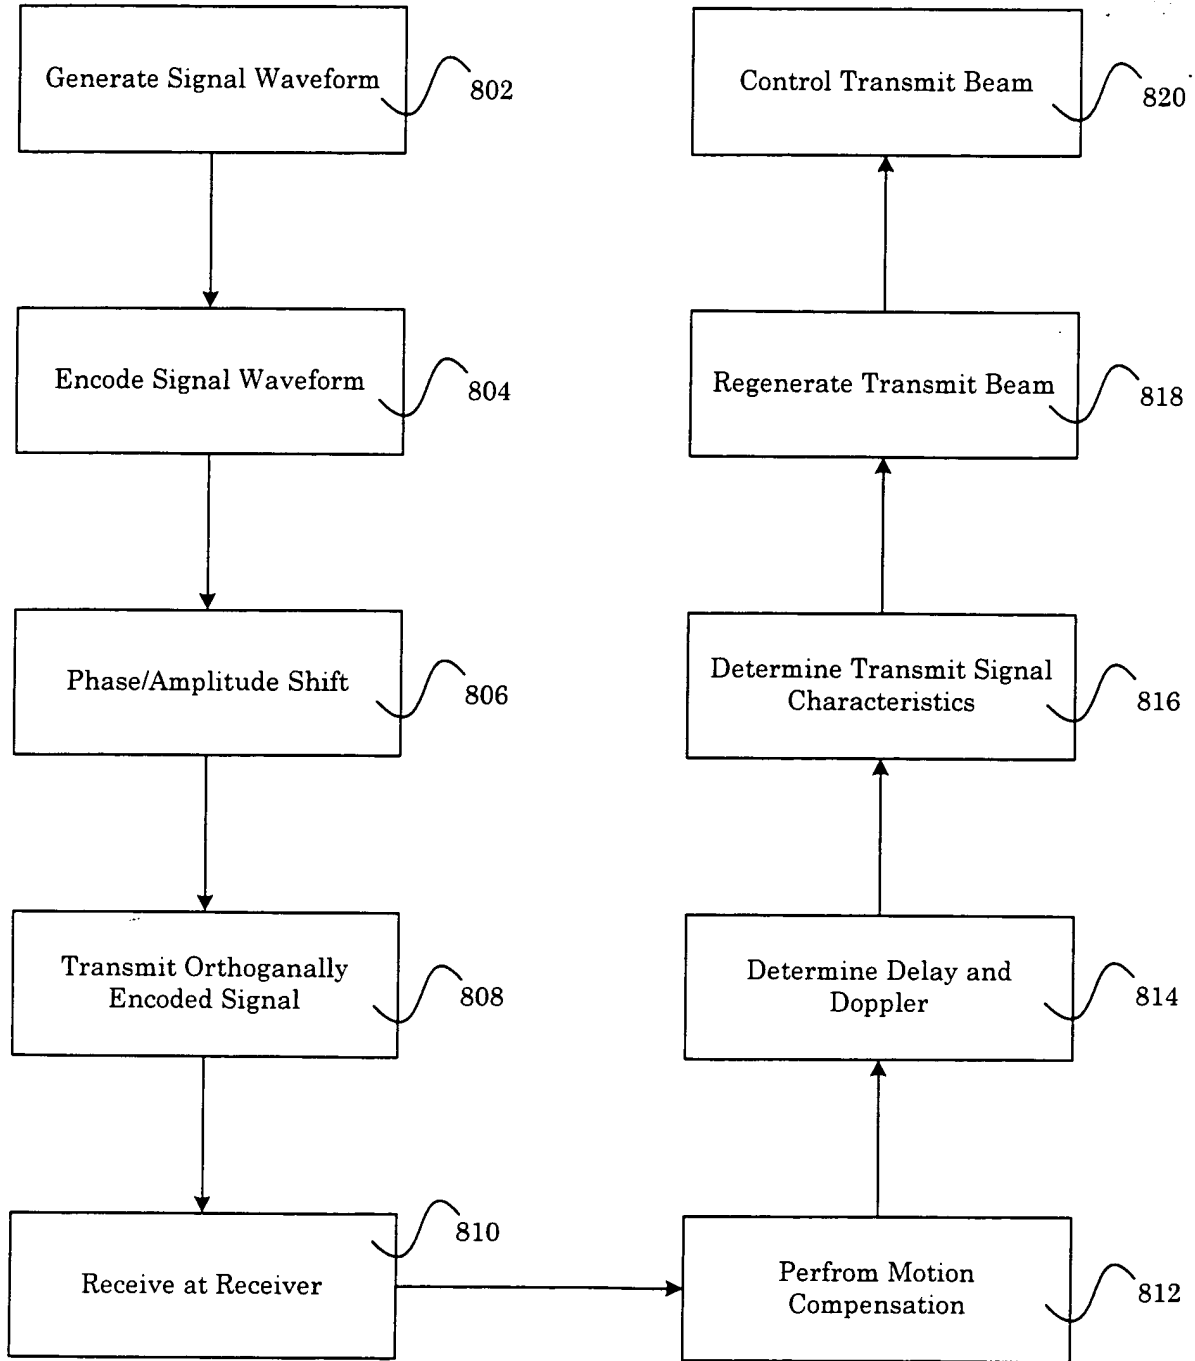 Generate Signal Waveform
802
Encode Signal Waveform
804
Phase/Amplitude Shift
806
Transmit Orthoganally
Encoded Signal
808
Receive at Receiver
810
Perfrom Motion
Compensation
812
Determine Delay and
Doppler
814
Determine Transmit Signal
Characteristics
816
Regenerate Transmit Beam
818
Control Transmit Beam
820